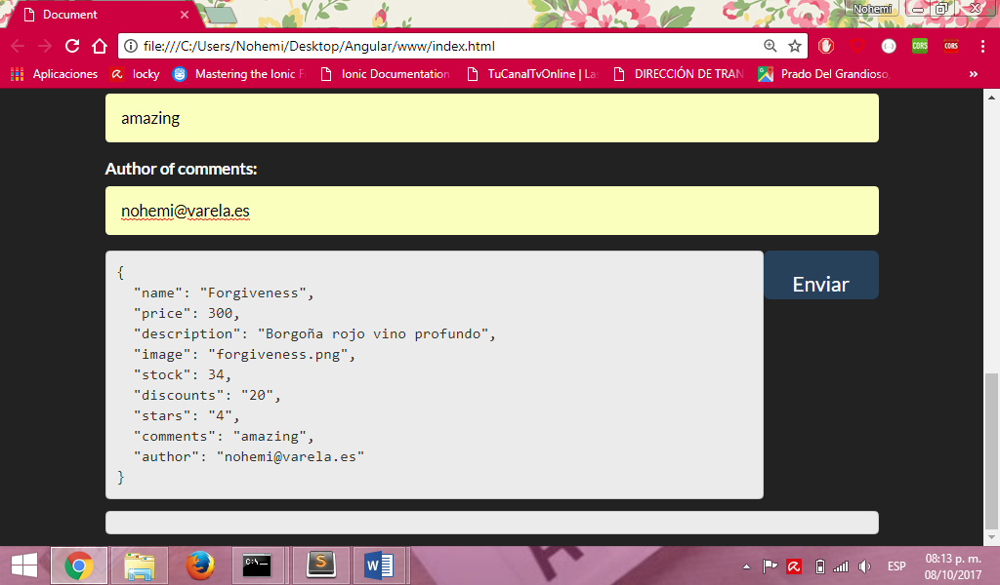 Document
Nohemi
file:///C:/Users/Nohemi/Desktop/Angular/www/index.html
CORS
CORS
Aplicaciones
locky
Mastering the Ionic F
Ionic Documentation
TuCanalTvOnline | La
DIRECCIÓN DE TRAN
Prado Del Grandioso,
»
amazing
Author of comments:
nohemi@varela.es
{
"name": "Forgiveness",
"price": 300,
"description": "Borgoña rojo vino profundo",
"image": "forgiveness.png",
"stock": 34,
"discounts": "20",
"stars": "4",
"comments": "amazing",
"author": "nohemi@varela.es"
}
Enviar
C:\
S
W
ESP
08:13 p. m.
08/10/2017